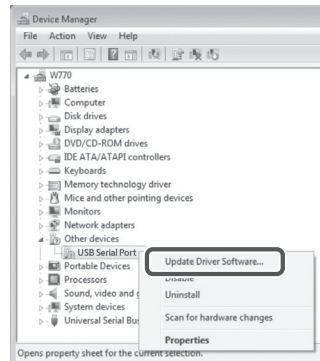 Device Manager
File Action View Help
W770
Batteries
Computer
Disk drives
Display adapters
DVD/CD-ROM drives
IDE ATA/ATAPI controllers
Keyboards
Memory technology driver
Mice and other pointing devices
Monitors
Network adapters
Other devices
USB Serial Port
Update Driver Software...
Portable Devices
Disable
Processors
Uninstall
Sound, video and g
System devices
Scan for hardware changes
Universal Serial Bus
Properties
Opens property sheet for the current selection.